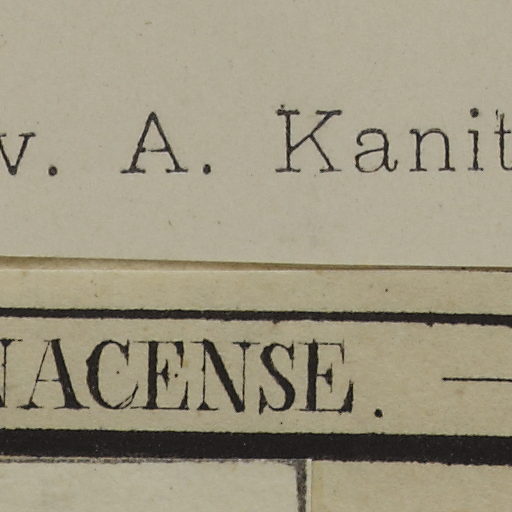 v. A. Kanit
NACENSE.